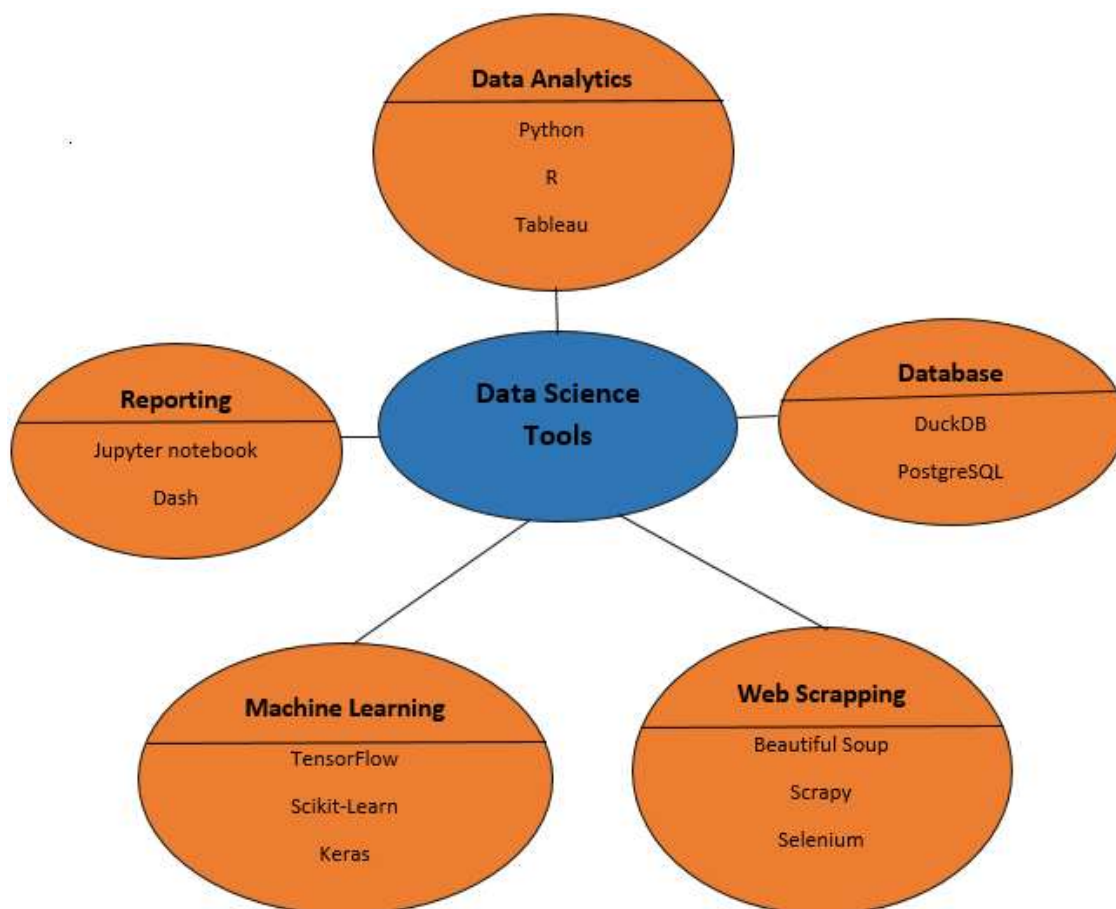 Data Analytics
Python
R
Tableau
Data Science
Tools
Database
DuckDB
PostgreSQL
Reporting
Jupyter notebook
Dash
Machine Learning
TensorFlow
Scikit-Learn
Keras
Web Scrapping
Beautiful Soup
Scrapy
Selenium